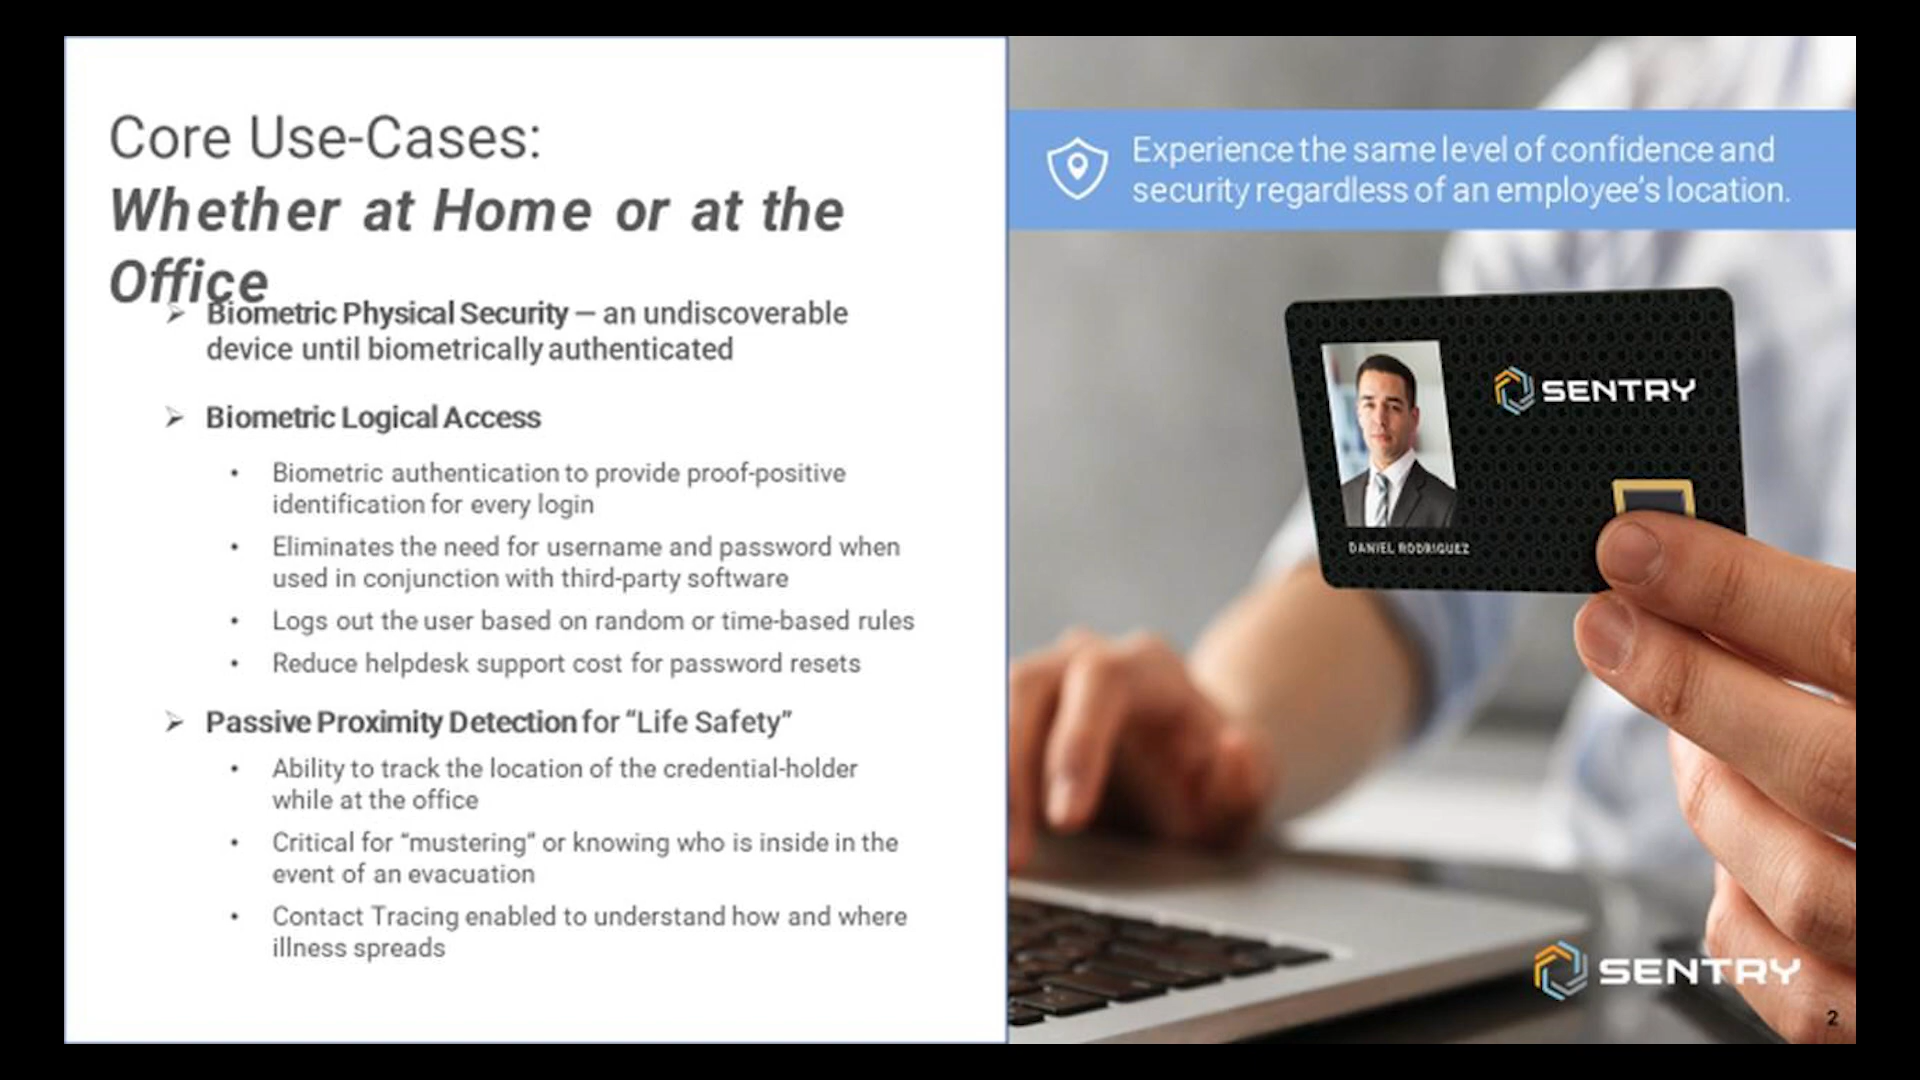 Core Use-Cases:
Whether at Home or at the
Office
➢ Biometric Physical Security – an undiscoverable
device until biometrically authenticated
➢ Biometric Logical Access
• Biometric authentication to provide proof-positive
identification for every login
• Eliminates the need for username and password when
used in conjunction with third-party software
• Logs out the user based on random or time-based rules
• Reduce helpdesk support cost for password resets
➢ Passive Proximity Detection for “Life Safety”
• Ability to track the location of the credential-holder
while at the office
• Critical for “mustering” or knowing who is inside in the
event of an evacuation
• Contact Tracing enabled to understand how and where
illness spreads
Experience the same level of confidence and
security regardless of an employee’s location.
SENTRY
DANIEL RODRIGUEZ
SENTRY
2